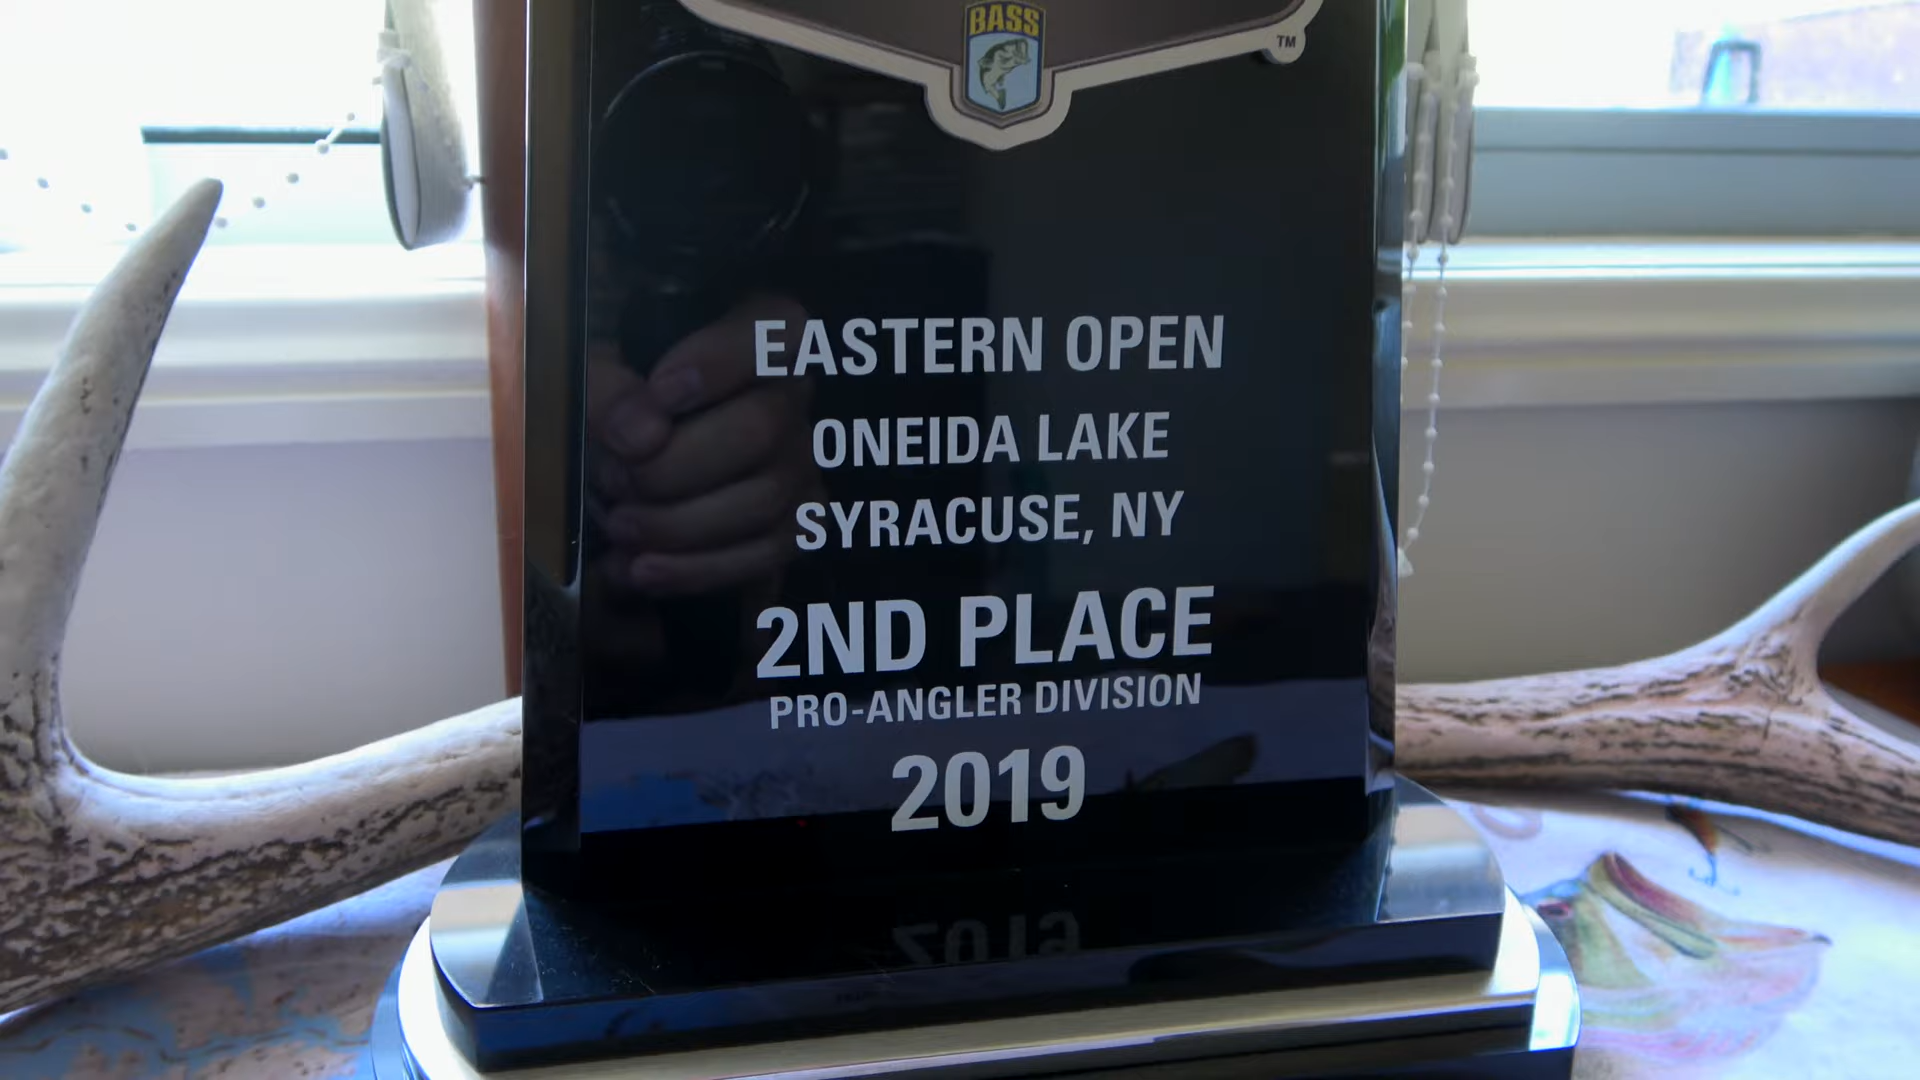 BASS
TM
EASTERN OPEN
ONEIDA LAKE
SYRACUSE, NY
2ND PLACE
PRO-ANGLER DIVISION
2019